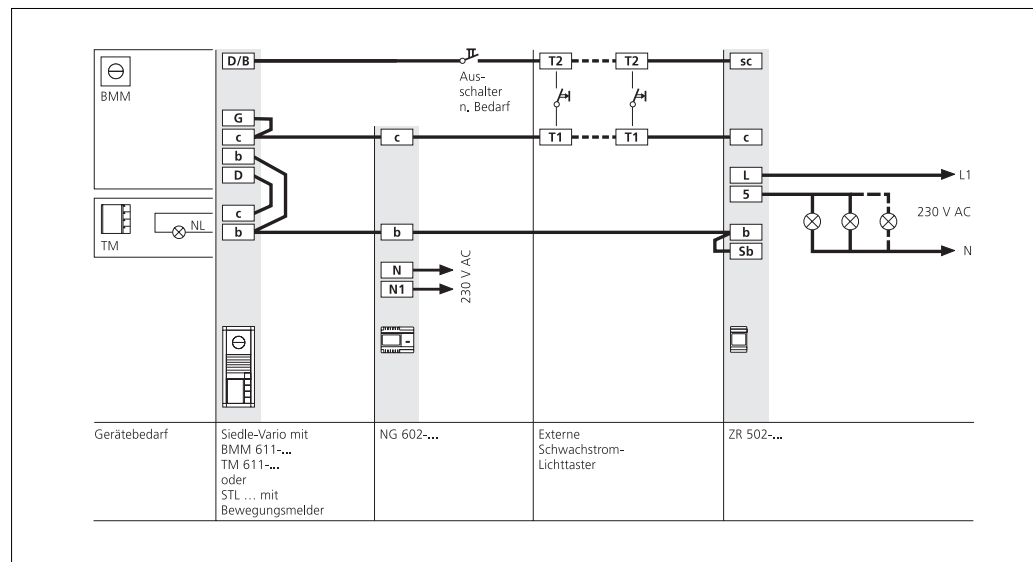 D/B
T2
T2
sc
BMM
Aus-
schalter
n. Bedarf
G
c
c
T1
T1
c
b
D
L
L1
5
c
230 V AC
NL
TM
b
b
b
Sb
N
N
N1
230 V AC
Gerätebedarf
Siedle-Vario mit
BMM 611-...
TM 611-...
oder
STL ... mit
Bewegungsmelder
NG 602-...
Externe
Schwachstrom-
Lichttaster
ZR 502-...